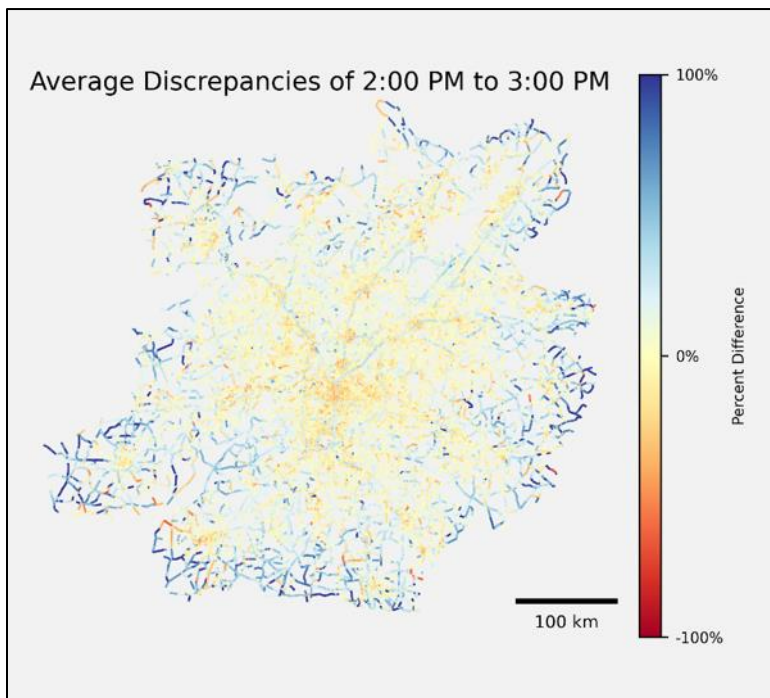 Average Discrepancies of 2:00 PM to 3:00 PM
100%
0%
-100%
Percent Difference
100 km